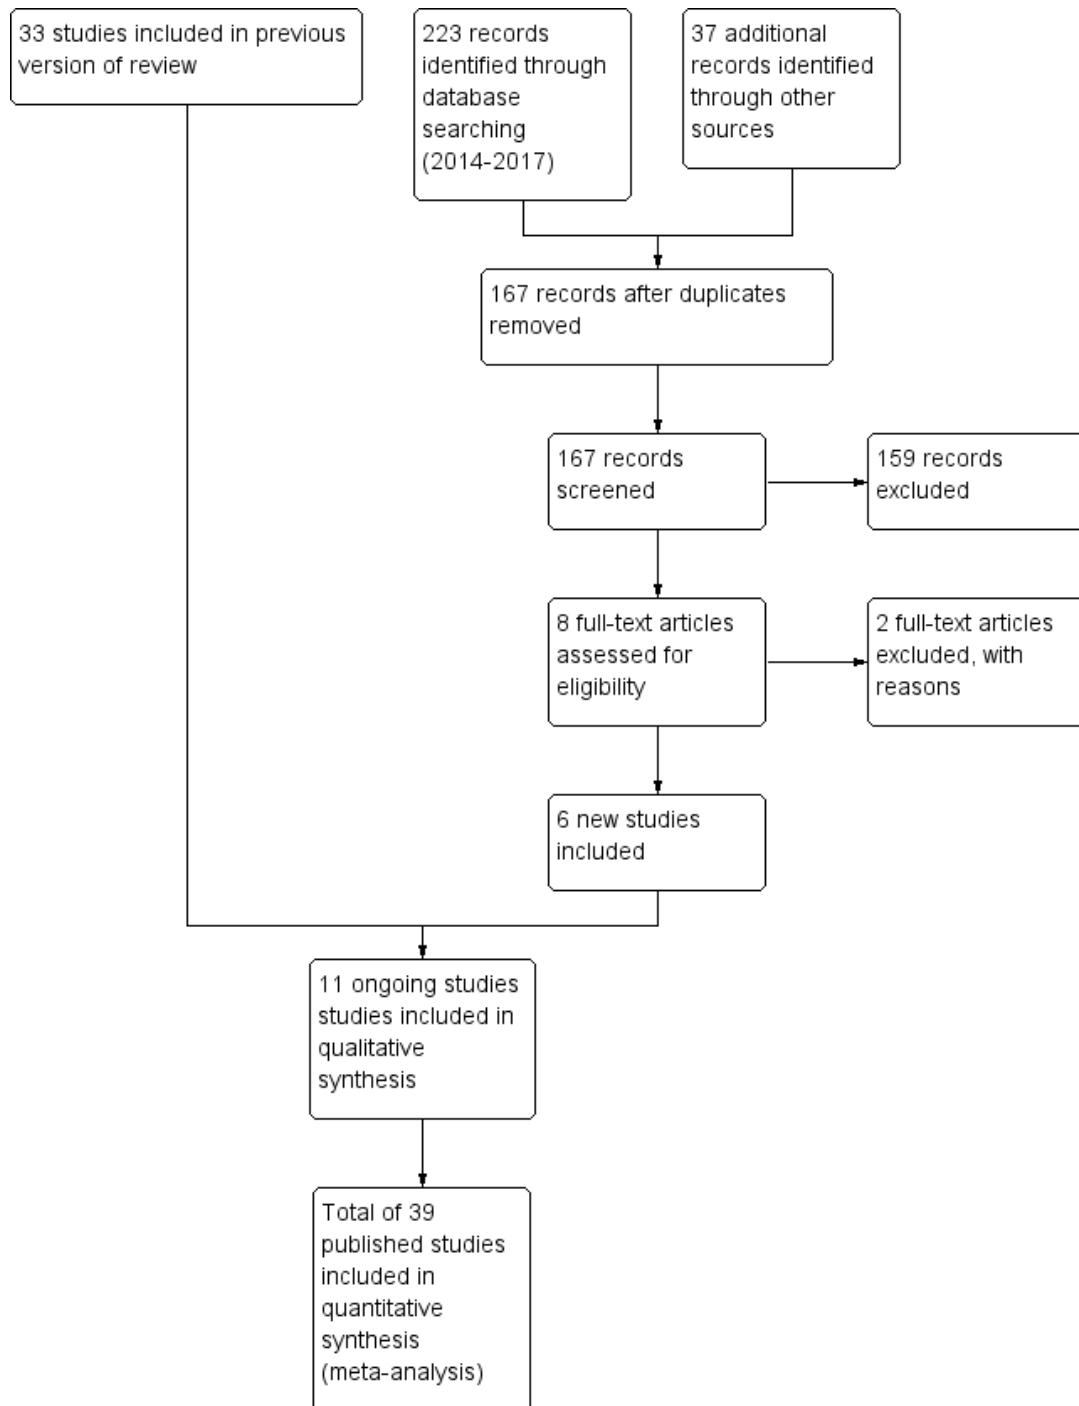 33 studies included in previous
version of review
223 records
identified through
database
searching
(2014-2017)
37 additional
records identified
through other
sources
167 records after duplicates
removed
167 records
screened
159 records
excluded
8 full-text articles
assessed for
eligibility
2 full-text articles
excluded, with
reasons
6 new studies
included
11 ongoing studies
studies included in
qualitative
synthesis
Total of 39
published studies
included in
quantitative
synthesis
(meta-analysis)